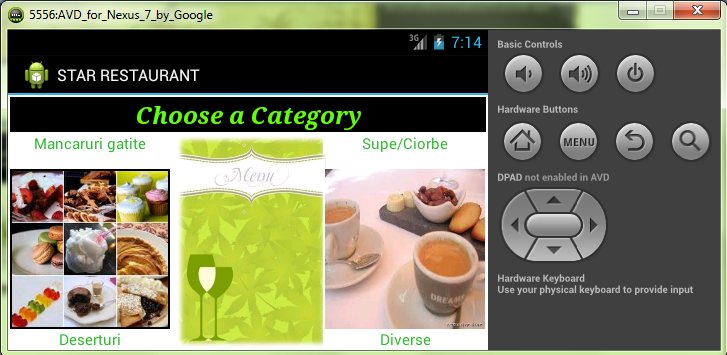 5556:AVD_for_Nexus_7_by_Google
3G 7:14
STAR RESTAURANT
Choose a Category
Mancaruri gatite
Supe/Ciorbe
Menu
DREAMS
Deserturi
Diverse
Basic Controls
Hardware Buttons
MENU
DPAD not enabled in AVD
Hardware Keyboard
Use your physical keyboard to provide input